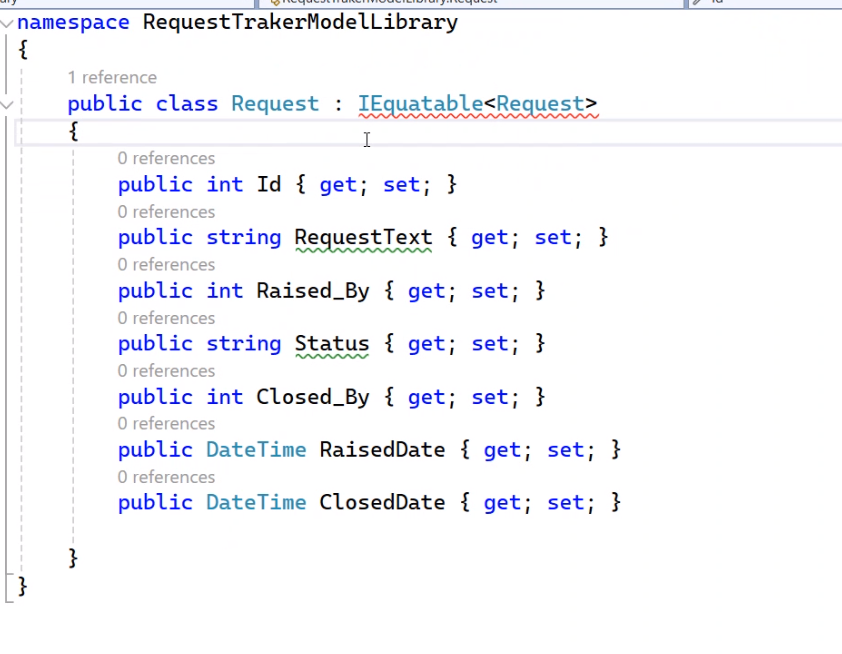 namespace RequestTrakerModelLibrary
{
1 reference
public class Request : IEquatable<Request>
{
0 references
public int Id { get; set; }
0 references
public string RequestText { get; set; }
0 references
public int Raised_By { get; set; }
0 references
public string Status { get; set; }
0 references
public int Closed_By { get; set; }
0 references
public DateTime RaisedDate { get; set; }
0 references
public DateTime ClosedDate { get; set; }
}
}